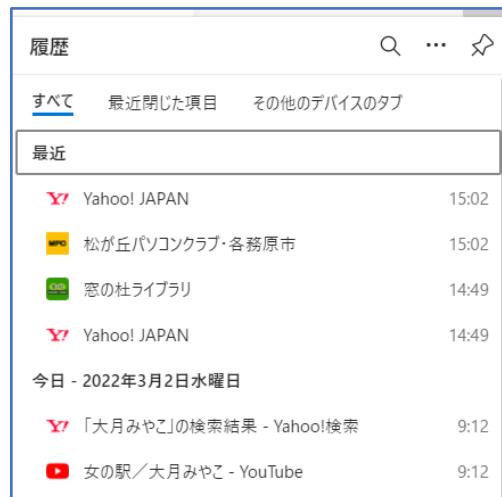 履歴
すべて 最近閉じた項目 その他のデバイスのタブ
最近
Yahoo! JAPAN 15:02
MPC 松が丘パソコンクラブ・各務原市 15:02
窓の杜ライブラリ 14:49
Yahoo! JAPAN 14:49
今日 - 2022年3月2日水曜日
「大月みやこ」の検索結果 - Yahoo!検索 9:12
女の駅／大月みやこ - YouTube 9:12